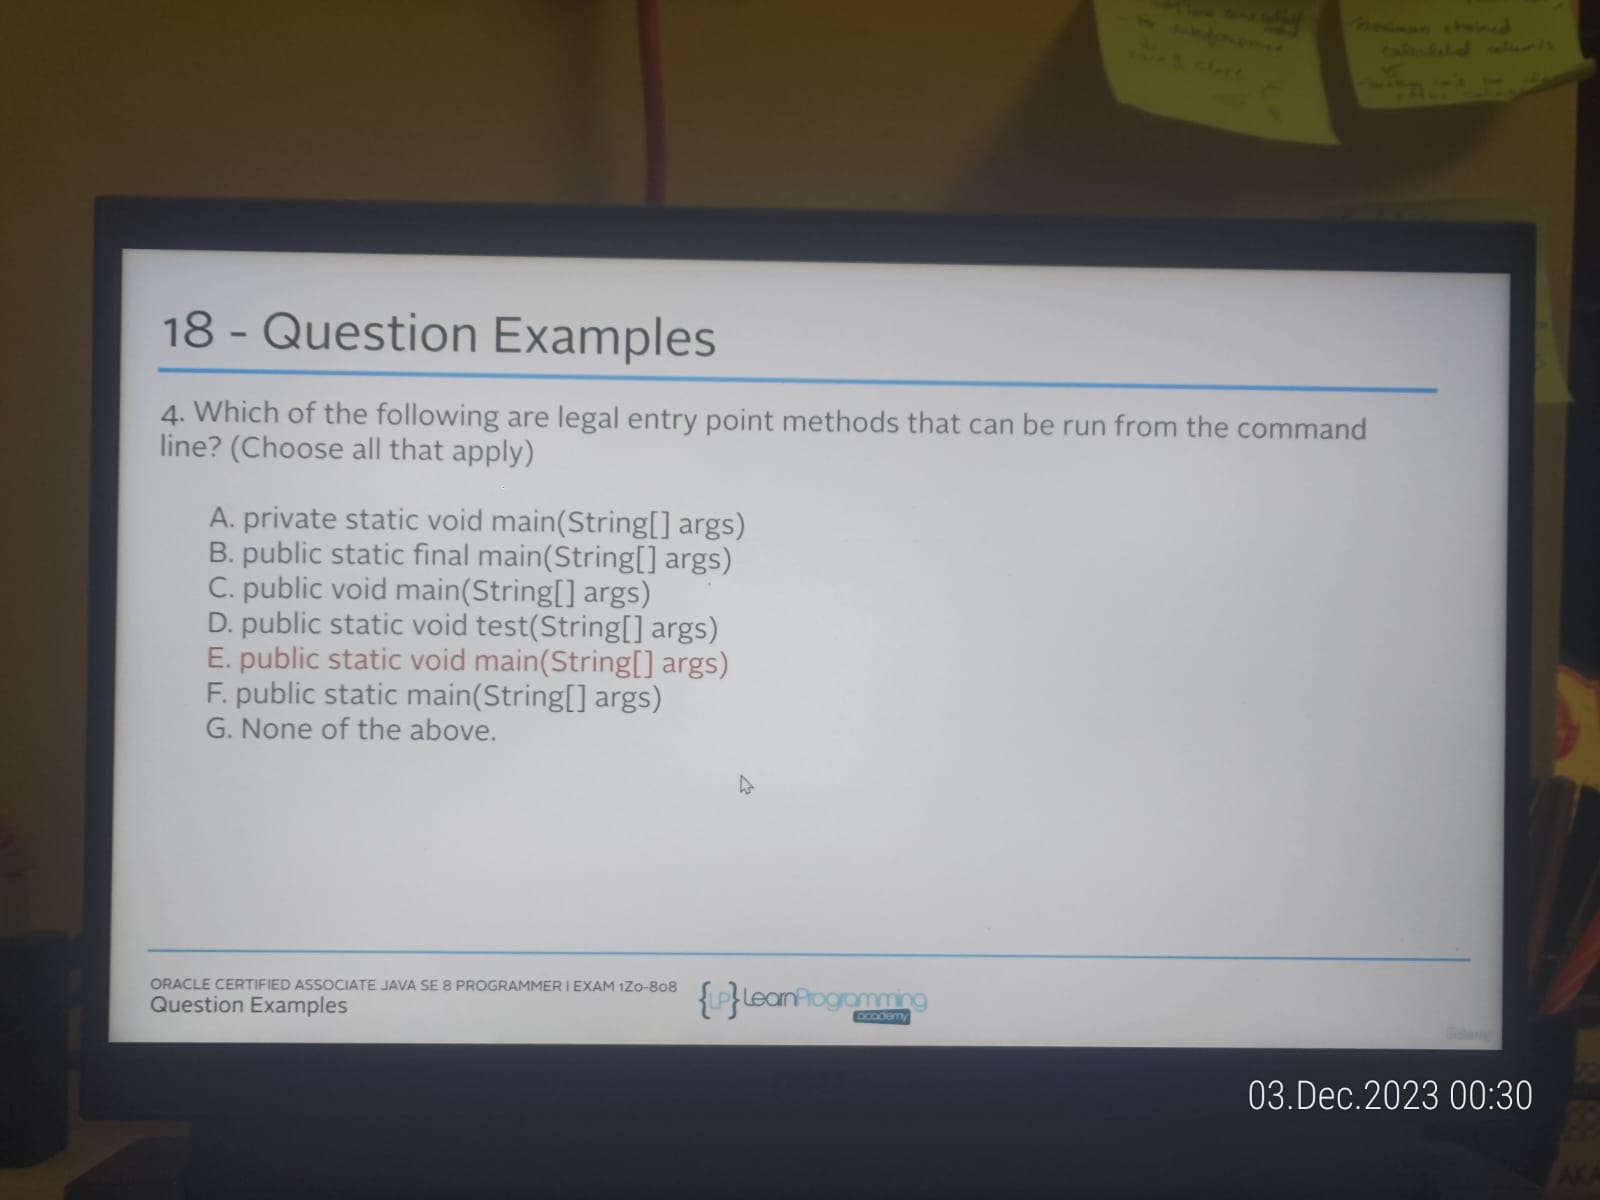 maximum
18 - Question Examples
4. Which of the following are legal entry point methods that can be run from the command
line? (Choose all that apply)
A. private static void main(String[] args)
B. public static final main(String[] args)
C. public void main(String[] args)
D. public static void test(String[] args)
E. public static void main(String[] args)
F. public static main(String[] args)
G. None of the above.
ORACLE CERTIFIED ASSOCIATE JAVA SE 8 PROGRAMMER I EXAM 1Z0-808
Question Examples
{LP} LearnProgramming
academy
Udemy
03.Dec.2023 00:30